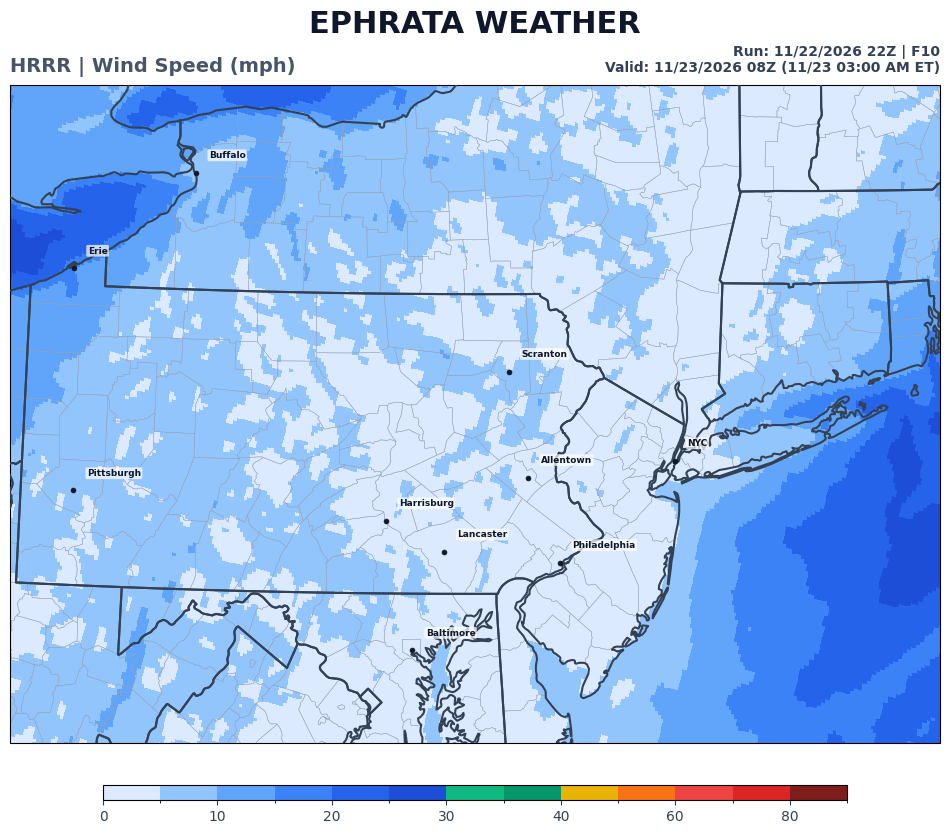 EPHRATA WEATHER
HRRR | Wind Speed (mph)
Run: 11/22/2026 22Z | F10
Valid: 11/23/2026 08Z (11/23 03:00 AM ET)
Buffalo
Erie
Scranton
NYC
Allentown
Pittsburgh
Harrisburg
Lancaster
Philadelphia
Baltimore
0 10 20 30 40 60 80